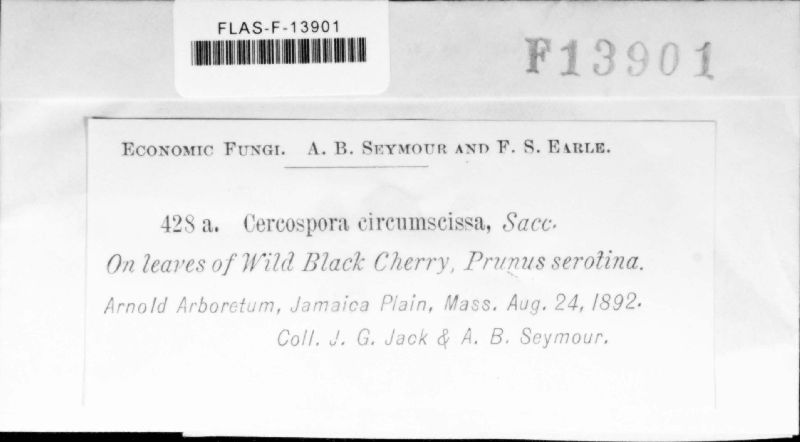 FLAS-F-13901
F13901
Economic Fungi. A. B. Seymour and F. S. Earle.
428 a. Cercospora circumscissa, Sacc.
On leaves of Wild Black Cherry, Prunus serotina.
Arnold Arboretum, Jamaica Plain, Mass. Aug. 24, 1892.
Coll. J. G. Jack & A. B. Seymour.